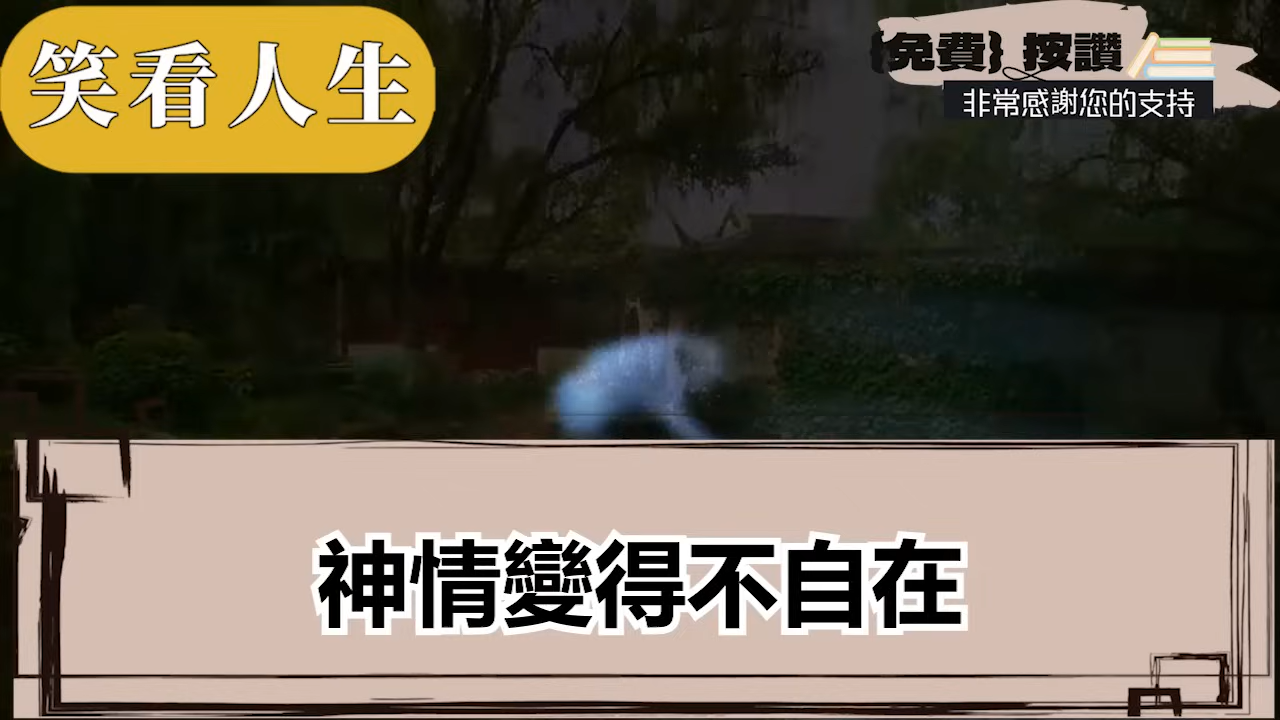 笑看人生
{免費} 按讚
非常感謝您的支持
神情變得不自在